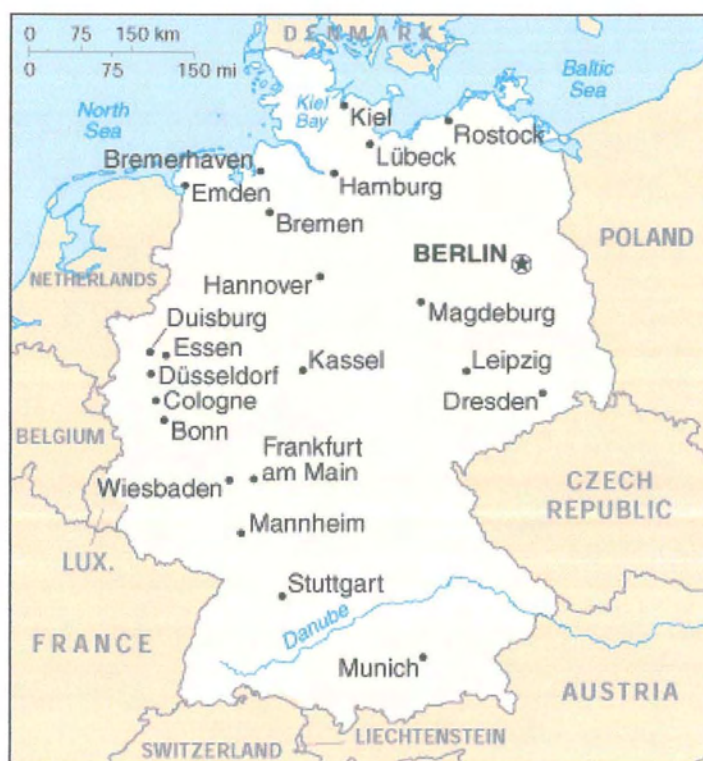 DENMARK
0 75 150 km
0 75 150 mi
North
Sea
Kiel
Bay
Baltic
Sea
Kiel
Rostock
Lübeck
Bremerhaven
Emden
Hamburg
Bremen
POLAND
BERLIN
NETHERLANDS
Hannover
Magdeburg
Duisburg
Essen
Kassel
Leipzig
Düsseldorf
Cologne
Dresden
BELGIUM
Bonn
Frankfurt
am Main
Wiesbaden
CZECH
REPUBLIC
Mannheim
LUX.
Stuttgart
Danube
FRANCE
Munich
AUSTRIA
LIECHTENSTEIN
SWITZERLAND